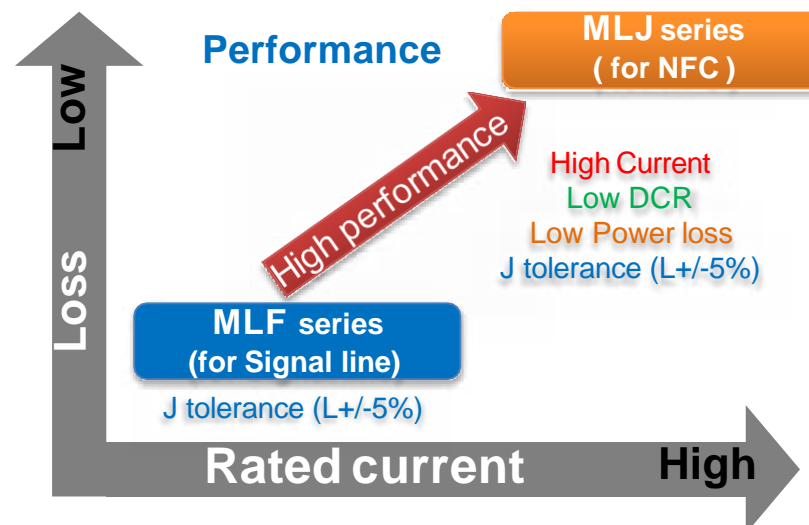 Performance
MLJ series
( for NFC )
Low
High performance
High Current
Low DCR
Low Power loss
J tolerance (L+/-5%)
Loss
MLF series
(for Signal line)
J tolerance (L+/-5%)
Rated current
High